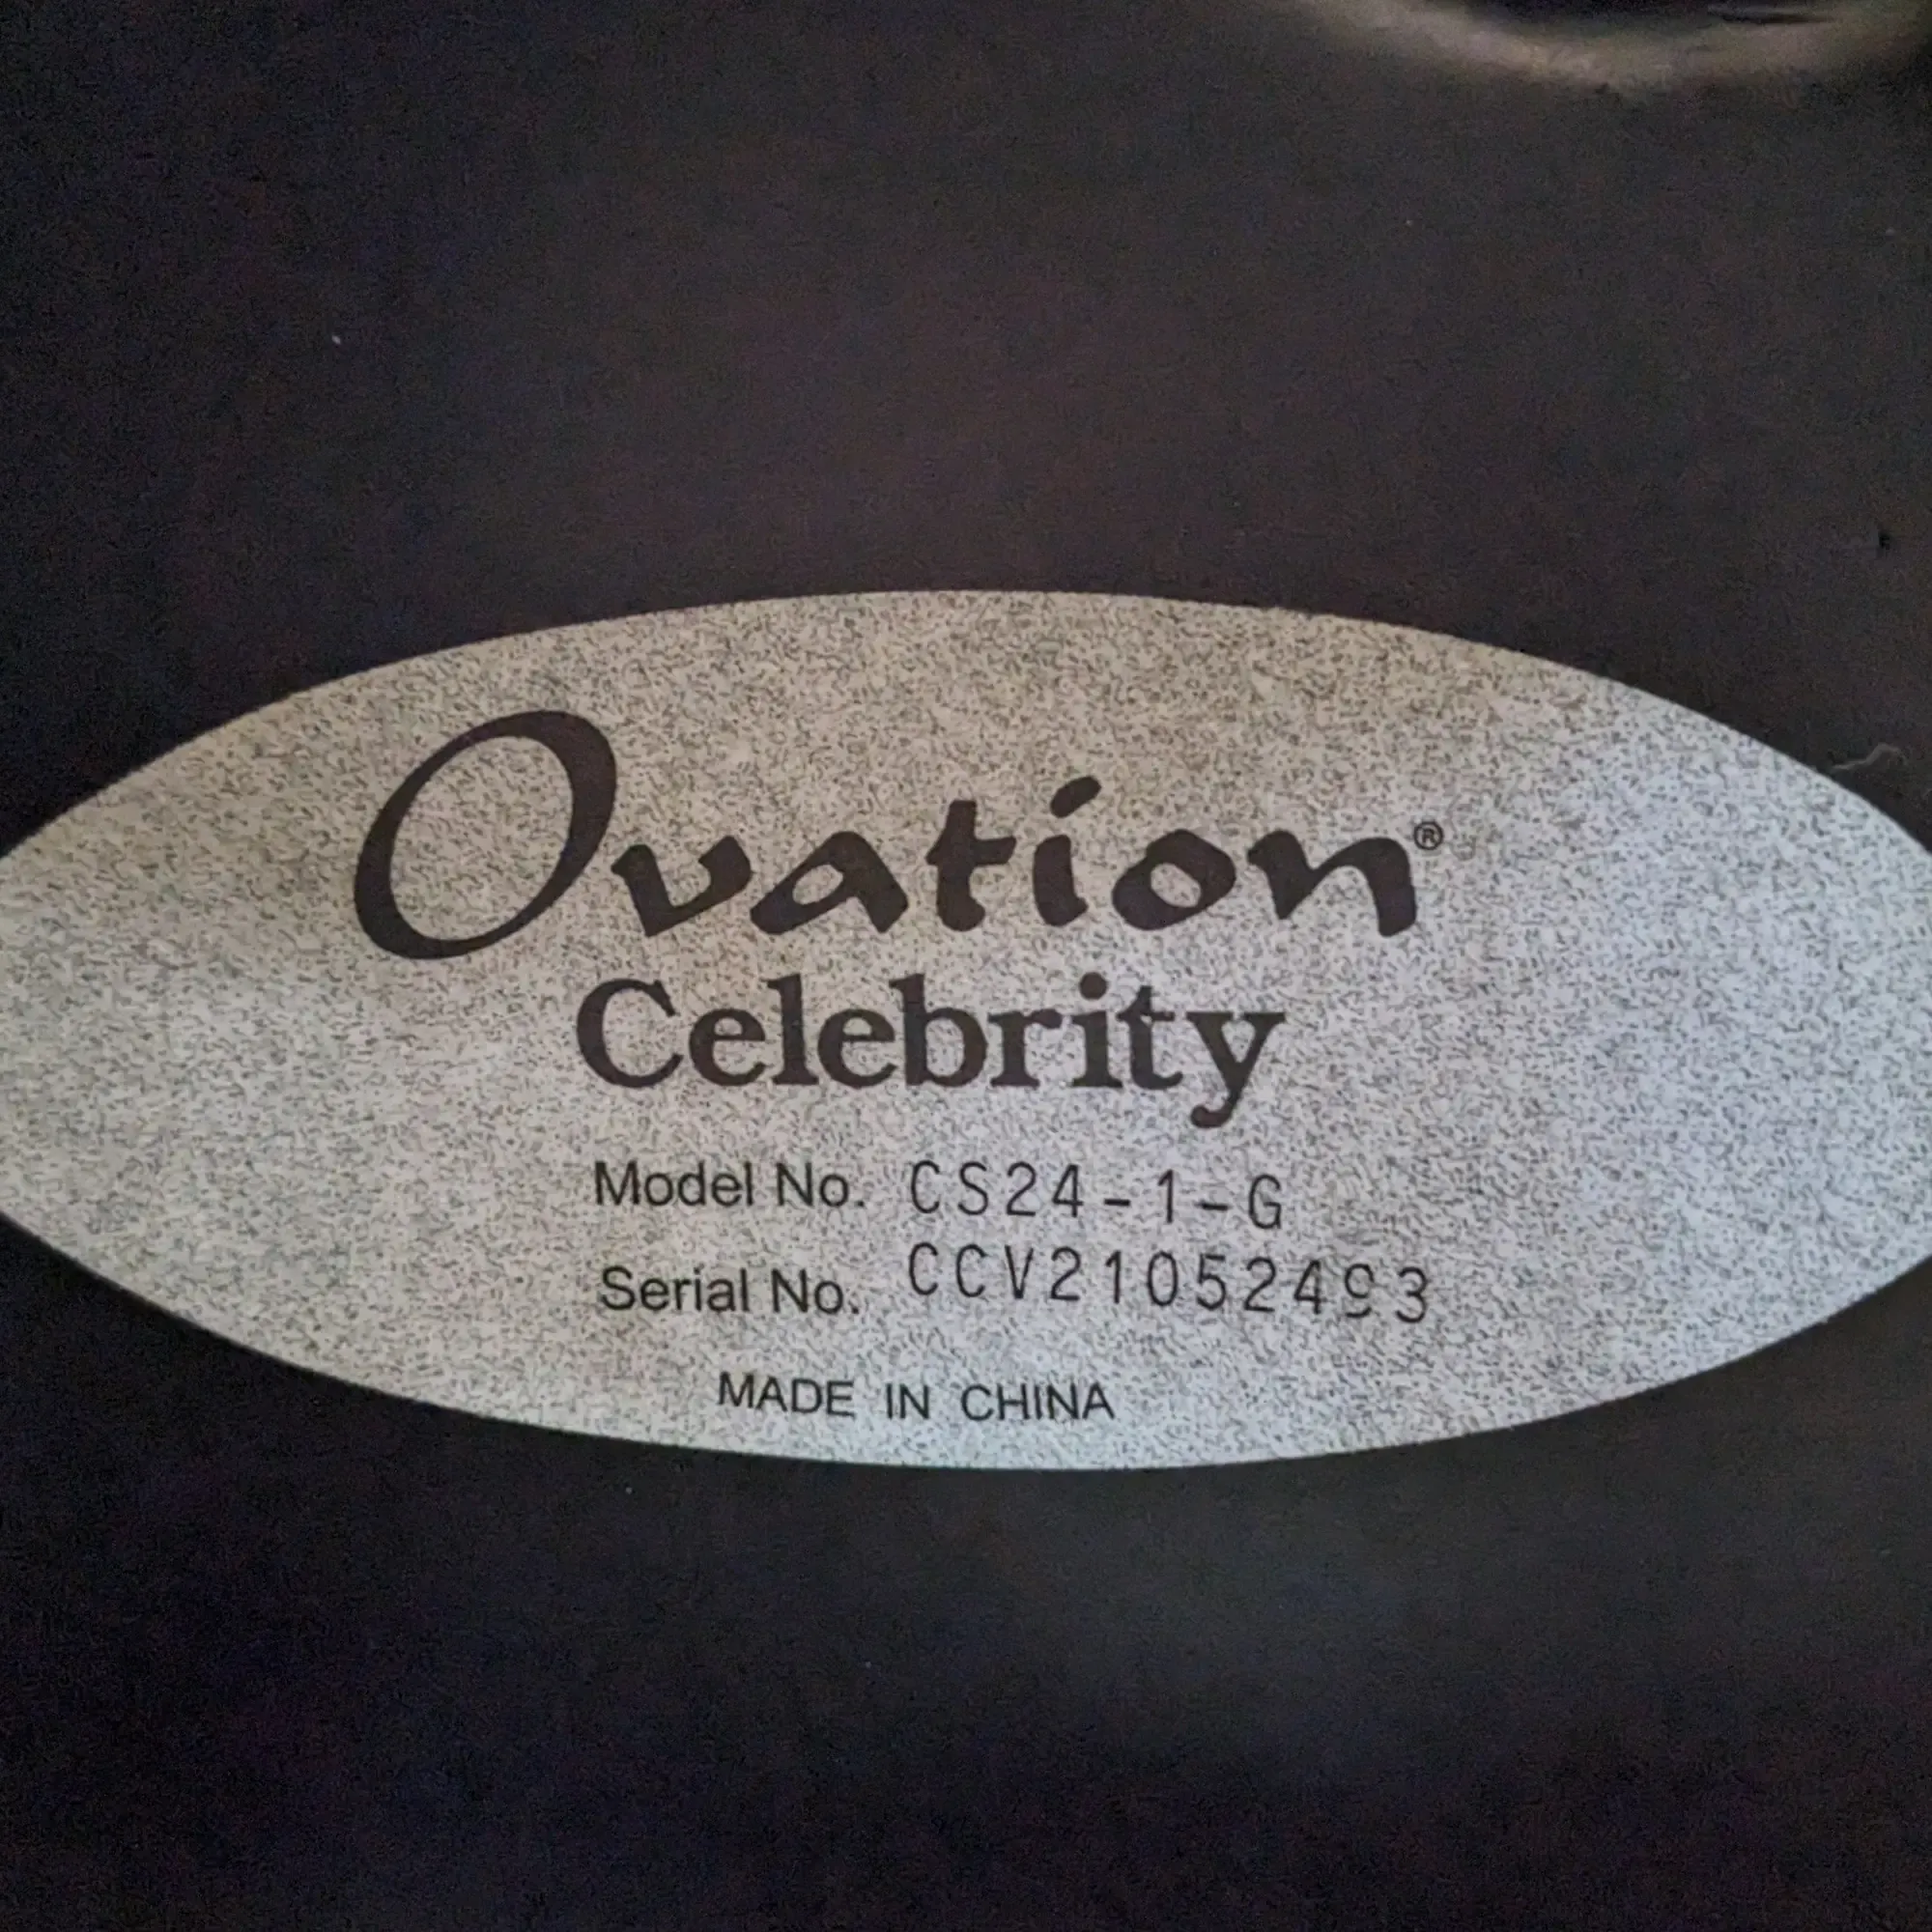 Ovation®
Celebrity
Model No. CS24-1-G
Serial No. CCV21052493
MADE IN CHINA